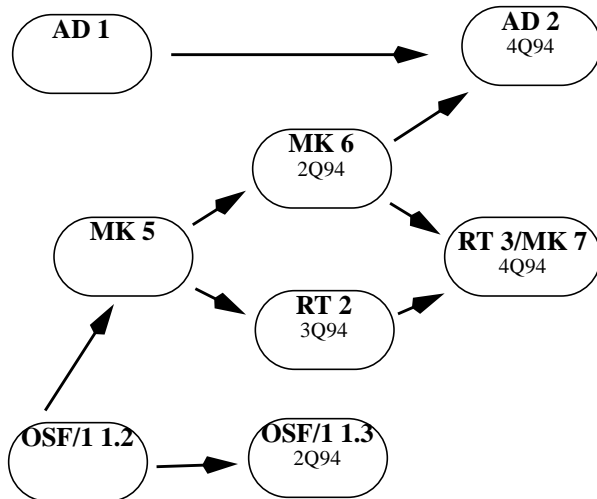 AD 1
AD 2
4Q94
MK 6
2Q94
MK 5
RT 3/MK 7
4Q94
RT 2
3Q94
OSF/1 1.2
OSF/1 1.3
2Q94